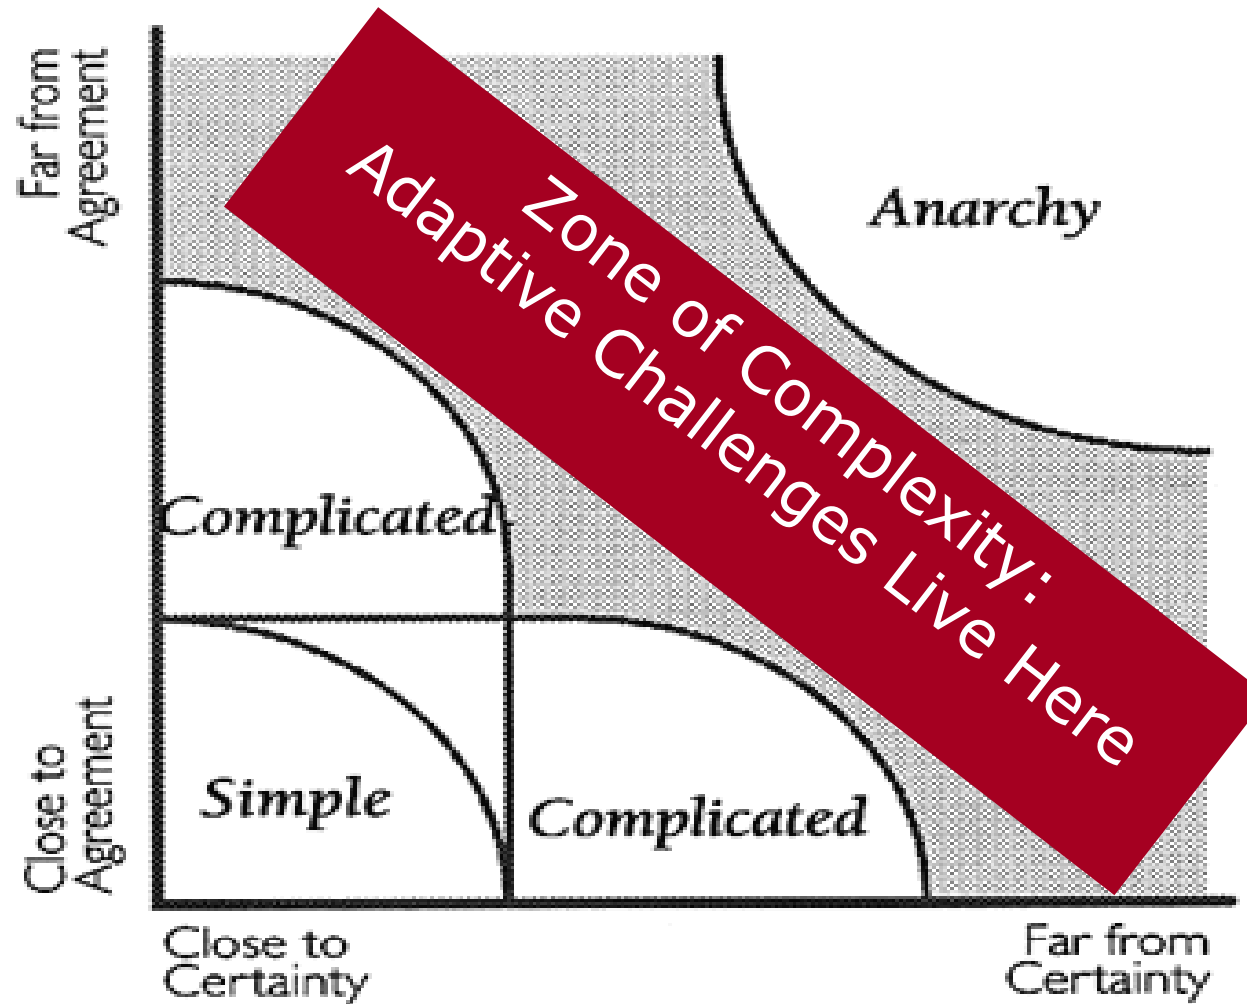 Far from
Agreement
Anarchy
Zone of Complexity:
Adaptive Challenges Live Here
Complicated
Simple
Complicated
Close to
Agreement
Close to
Certainty
Far from
Certainty